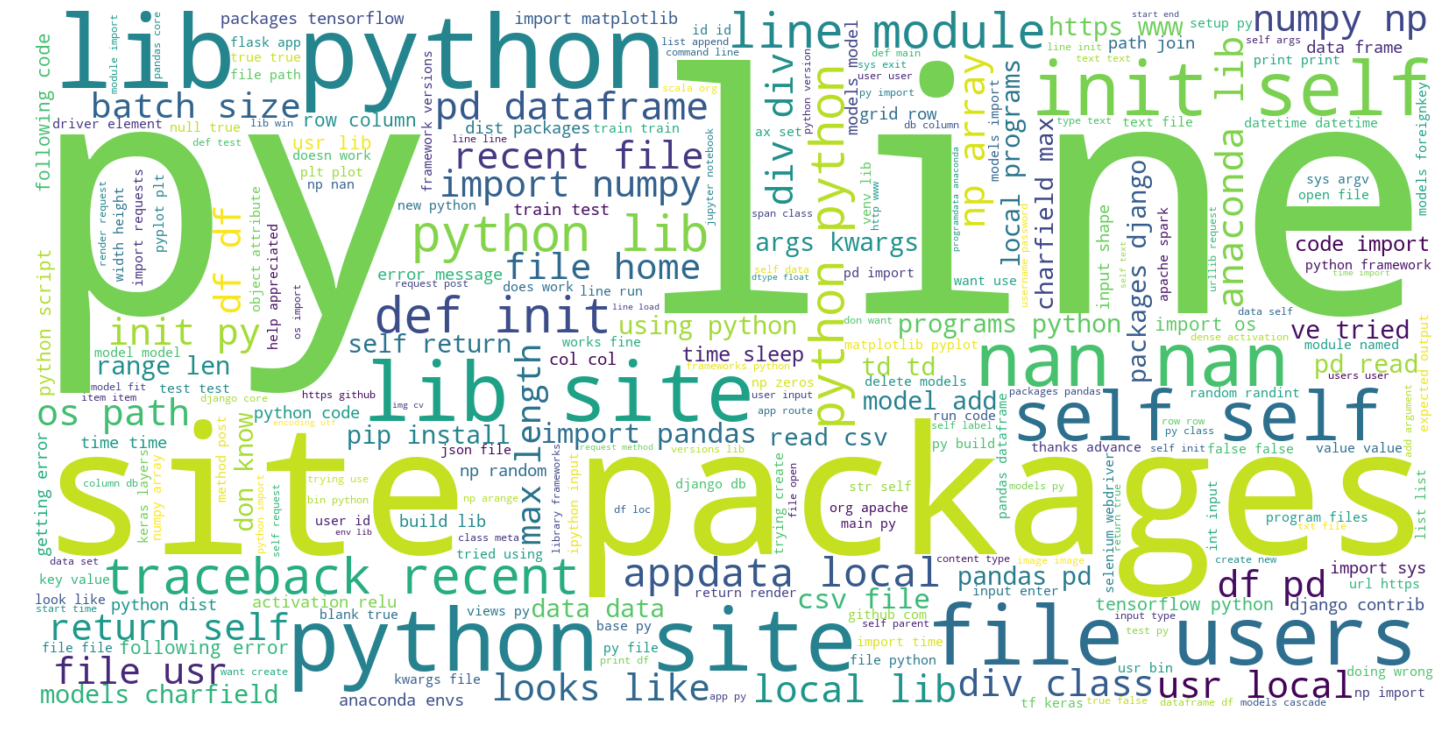 lib python
py line
site packages
python site
file users
line module
init self
nan nan
self self
lib site
traceback recent
numpy np
https www
packages tensorflow
import matplotlib
id id
list append
command line
start end
setup py
path join
self args
data frame
line init
text text
print print
def main
sys exit
user user
py import
python version
models model
models import
following code
module import
flask app
true true
file path
pandas core
batch size
row column
pd dataframe
scala org
framework versions
div div
dist packages
train train
ax set
grid row
db column
np array
local programs
type text
text file
datetime datetime
anaconda lib
models foreignkey
driver element
null true
lib win
def test
usr lib
doesn work
plt plot
np nan
line line
recent file
import numpy
jupyter notebook
new python
train test
span class
http www
venv lib
python python
programdata anaconda
username password
self text
charfield max
packages django
urllib request
sys argv
open file
render request
width height
import requests
pyplot plt
df df
object attribute
help appreciated
os import
python lib
args kwargs
error message
file home
self data
dtype float
pd import
want use
input shape
apache spark
code import
python framework
time import
request post
does work
line run
line load
def init
using python
don want
programs python
import os
data self
ve tried
dense activation
module named
python script
init py
self return
works fine
col col
time sleep
matplotlib pyplot
td td
pd read
users user
expected output
model model
range len
model fit
test test
item item
django core
https github
max length
frameworks python
np zeros
user input
app route
delete models
model add
packages pandas
random randint
os path
python code
img cv
encoding utf
pip install
import pandas
read csv
run code
self label
py build
row row
py class
add argument
time time
don know
json file
request method
versions lib
pandas dataframe
thanks advance
self init
false false
value value
getting error
column db
keras layers
numpy array
method post
python import
self request
trying use
bin python
user id
env lib
np random
build lib
np arange
class meta
tried using
library frameworks
ipython input
df loc
django db
trying create
file open
str self
org apache
main py
models py
selenium webdriver
return true
int input
program files
txt file
list list
data set
key value
appdata local
return render
content type
image image
pandas pd
input enter
create new
df pd
import sys
url https
look like
start time
python dist
activation relu
blank true
views py
data data
csv file
github com
base py
self parent
input type
tensorflow python
test py
django contrib
return self
file file
following error
want create
py file
print df
import time
file python
file usr
kwargs file
models charfield
anaconda envs
looks like
app py
local lib
div class
usr bin
usr local
doing wrong
np import
tf keras
true false
dataframe df
models cascade